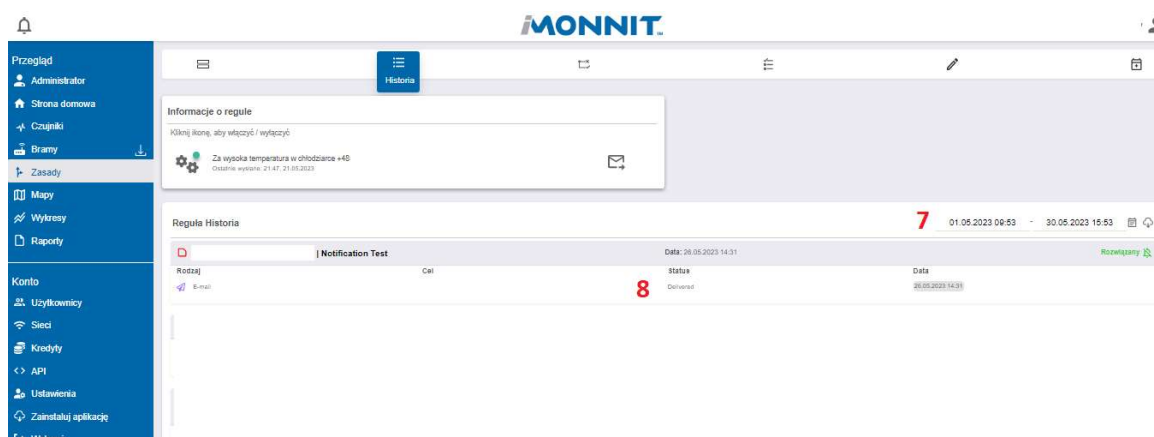 iMONNIT
Przegląd
Administrator
Strona domowa
Czujniki
Bramy
Zasady
Mapy
Wykresy
Raporty
Konto
Użytkownicy
Sieci
Kredyty
API
Ustawienia
Zainstaluj aplikację
Historia
Informacje o regule
Kliknij ikonę, aby włączyć / wyłączyć
Za wysoka temperatura w chłodziarce +48
Ostatnie wysłane: 21:47, 21.05.2023
Reguła Historia
7 01.05.2023 09:53 - 30.05.2023 15:53
| Notification Test Data: 26.05.2023 14:31 Rozwiązany
Rodzaj Cel Status Data
E-mail 8 Delivered 26.05.2023 14:31